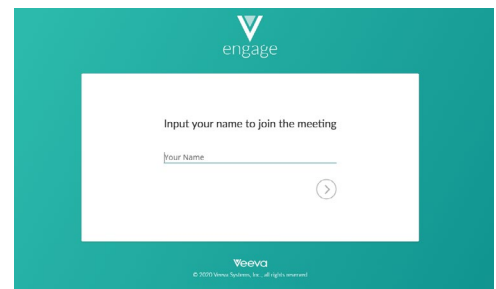 engage
Input your name to join the meeting
Your Name
Veeva
© 2020 Veeva Systems, Inc., all rights reserved